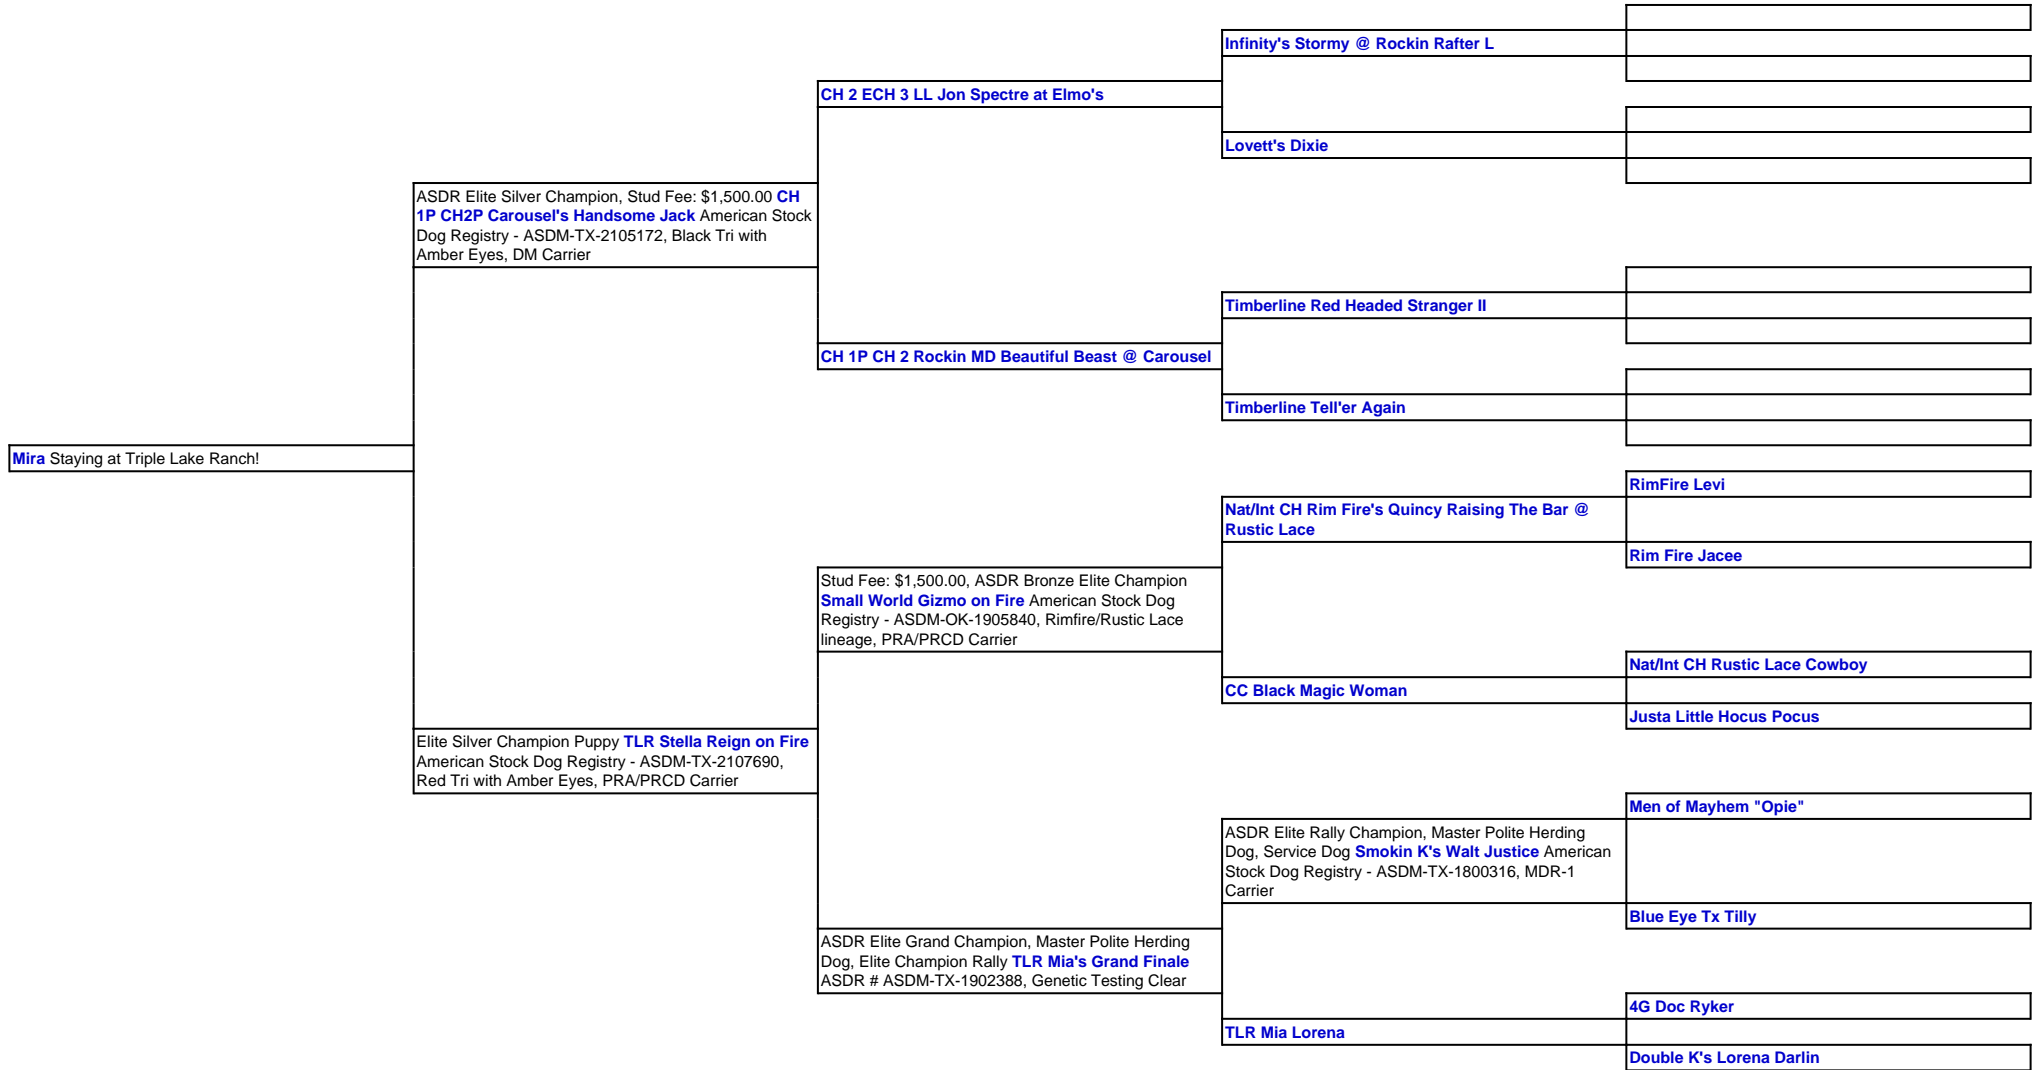 Infinity's Stormy @ Rockin Rafter L
CH 2 ECH 3 LL Jon Spectre at Elmo's
Lovett's Dixie
ASDR Elite Silver Champion, Stud Fee: $1,500.00 CH
1P CH2P Carousel's Handsome Jack American Stock
Dog Registry - ASDM-TX-2105172, Black Tri with
Amber Eyes, DM Carrier
Timberline Red Headed Stranger II
CH 1P CH 2 Rockin MD Beautiful Beast @ Carousel
Timberline Tell'er Again
Mira Staying at Triple Lake Ranch!
RimFire Levi
Nat/Int CH Rim Fire's Quincy Raising The Bar @
Rustic Lace
Rim Fire Jacee
Stud Fee: $1,500.00, ASDR Bronze Elite Champion
Small World Gizmo on Fire American Stock Dog
Registry - ASDM-OK-1905840, Rimfire/Rustic Lace
lineage, PRA/PRCD Carrier
Nat/Int CH Rustic Lace Cowboy
CC Black Magic Woman
Justa Little Hocus Pocus
Elite Silver Champion Puppy TLR Stella Reign on Fire
American Stock Dog Registry - ASDM-TX-2107690,
Red Tri with Amber Eyes, PRA/PRCD Carrier
Men of Mayhem "Opie"
ASDR Elite Rally Champion, Master Polite Herding
Dog, Service Dog Smokin K's Walt Justice American
Stock Dog Registry - ASDM-TX-1800316, MDR-1
Carrier
Blue Eye Tx Tilly
ASDR Elite Grand Champion, Master Polite Herding
Dog, Elite Champion Rally TLR Mia's Grand Finale
ASDR # ASDM-TX-1902388, Genetic Testing Clear
4G Doc Ryker
TLR Mia Lorena
Double K's Lorena Darlin